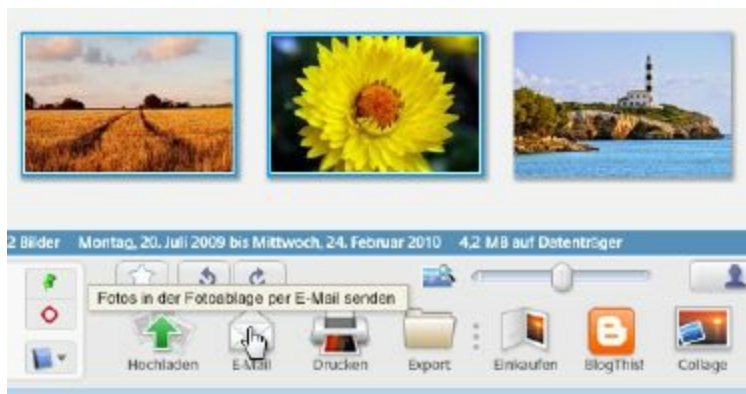 2 Bilder Montag, 20. Juli 2009 bis Mittwoch, 24. Februar 2010 4,2 MB auf Datenträger
Fotos in der Fotoablage per E-Mail senden
Hochladen E-Mail Drucken Export Einkaufen BlogThis! Collage